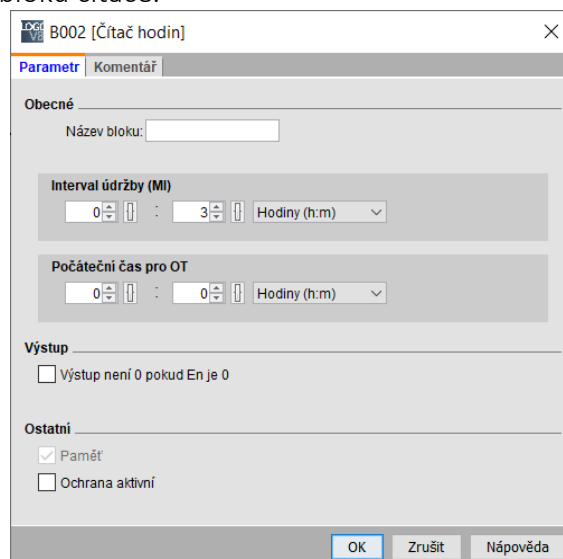 bloku čítače.
LOGO V8 B002 [Čítač hodin]
Parametr Komentář
Obecné
Název bloku:
Interval údržby (MI)
0 : 3 Hodiny (h:m)
Počáteční čas pro OT
0 : 0 Hodiny (h:m)
Výstup
Výstup není 0 pokud En je 0
Ostatní
Paměť
Ochrana aktivní
OK Zrušit Nápověda